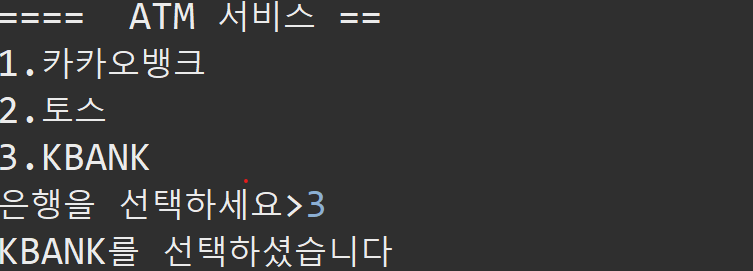 ====  ATM 서비스 ==
1.카카오뱅크
2.토스
3.KBANK
은행을 선택하세요>3
KBANK를 선택하셨습니다